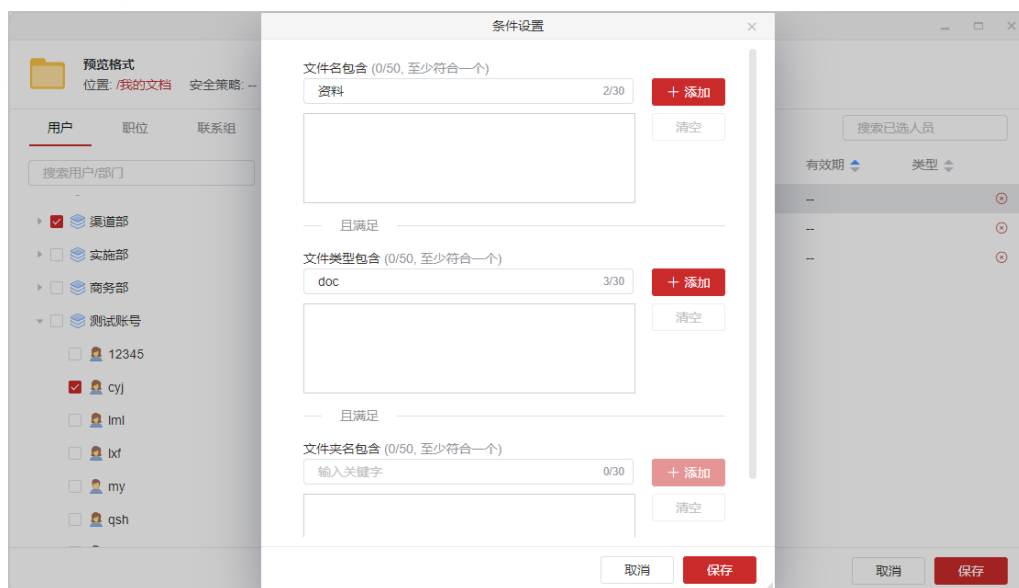 条件设置
预览格式
位置: /我的文档 安全策略: --
用户 职位 联系组
搜索用户/部门
渠道部
实施部
商务部
测试账号
12345
cyj
lml
lxf
my
qsh
文件名包含 (0/50, 至少符合一个)
资料 2/30 + 添加
清空
且满足
文件类型包含 (0/50, 至少符合一个)
doc 3/30 + 添加
清空
且满足
文件夹名包含 (0/50, 至少符合一个)
输入关键字 0/30 + 添加
清空
取消 保存
搜索已选人员
有效期 类型
--
--
--
取消 保存